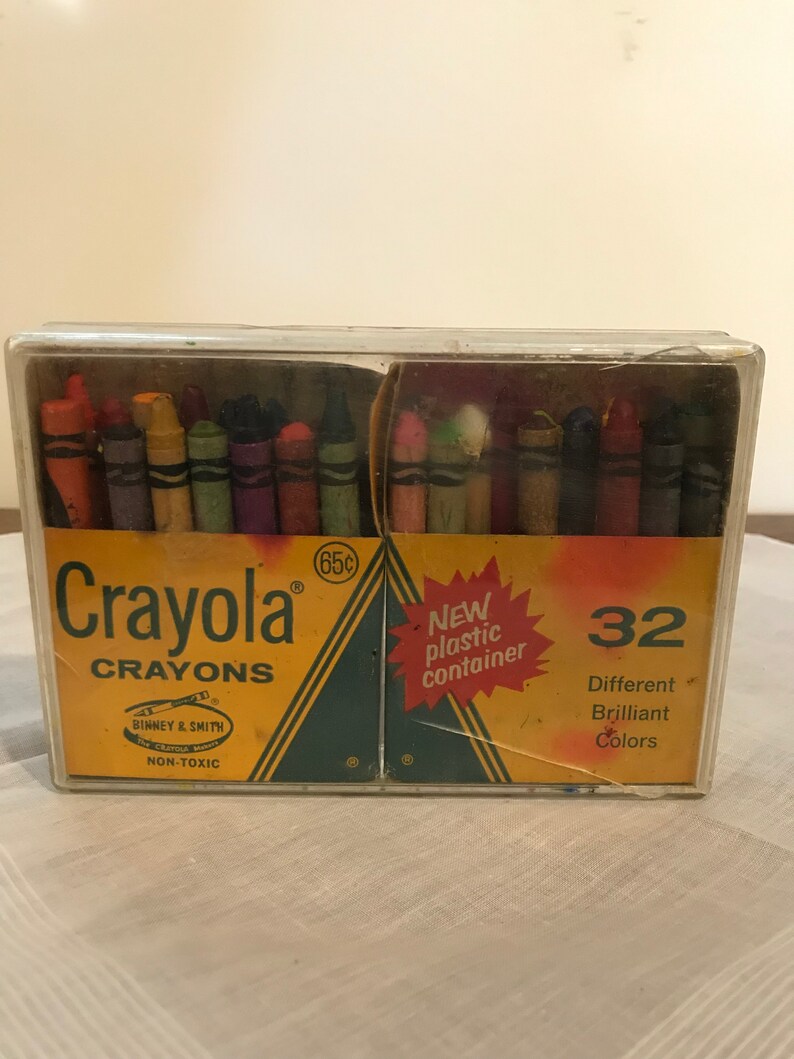 65¢
Crayola®
CRAYONS
BINNEY & SMITH ®
The CRAYOLA Makers
NON-TOXIC
®
NEW
plastic
container
®
32
Different
Brilliant
Colors